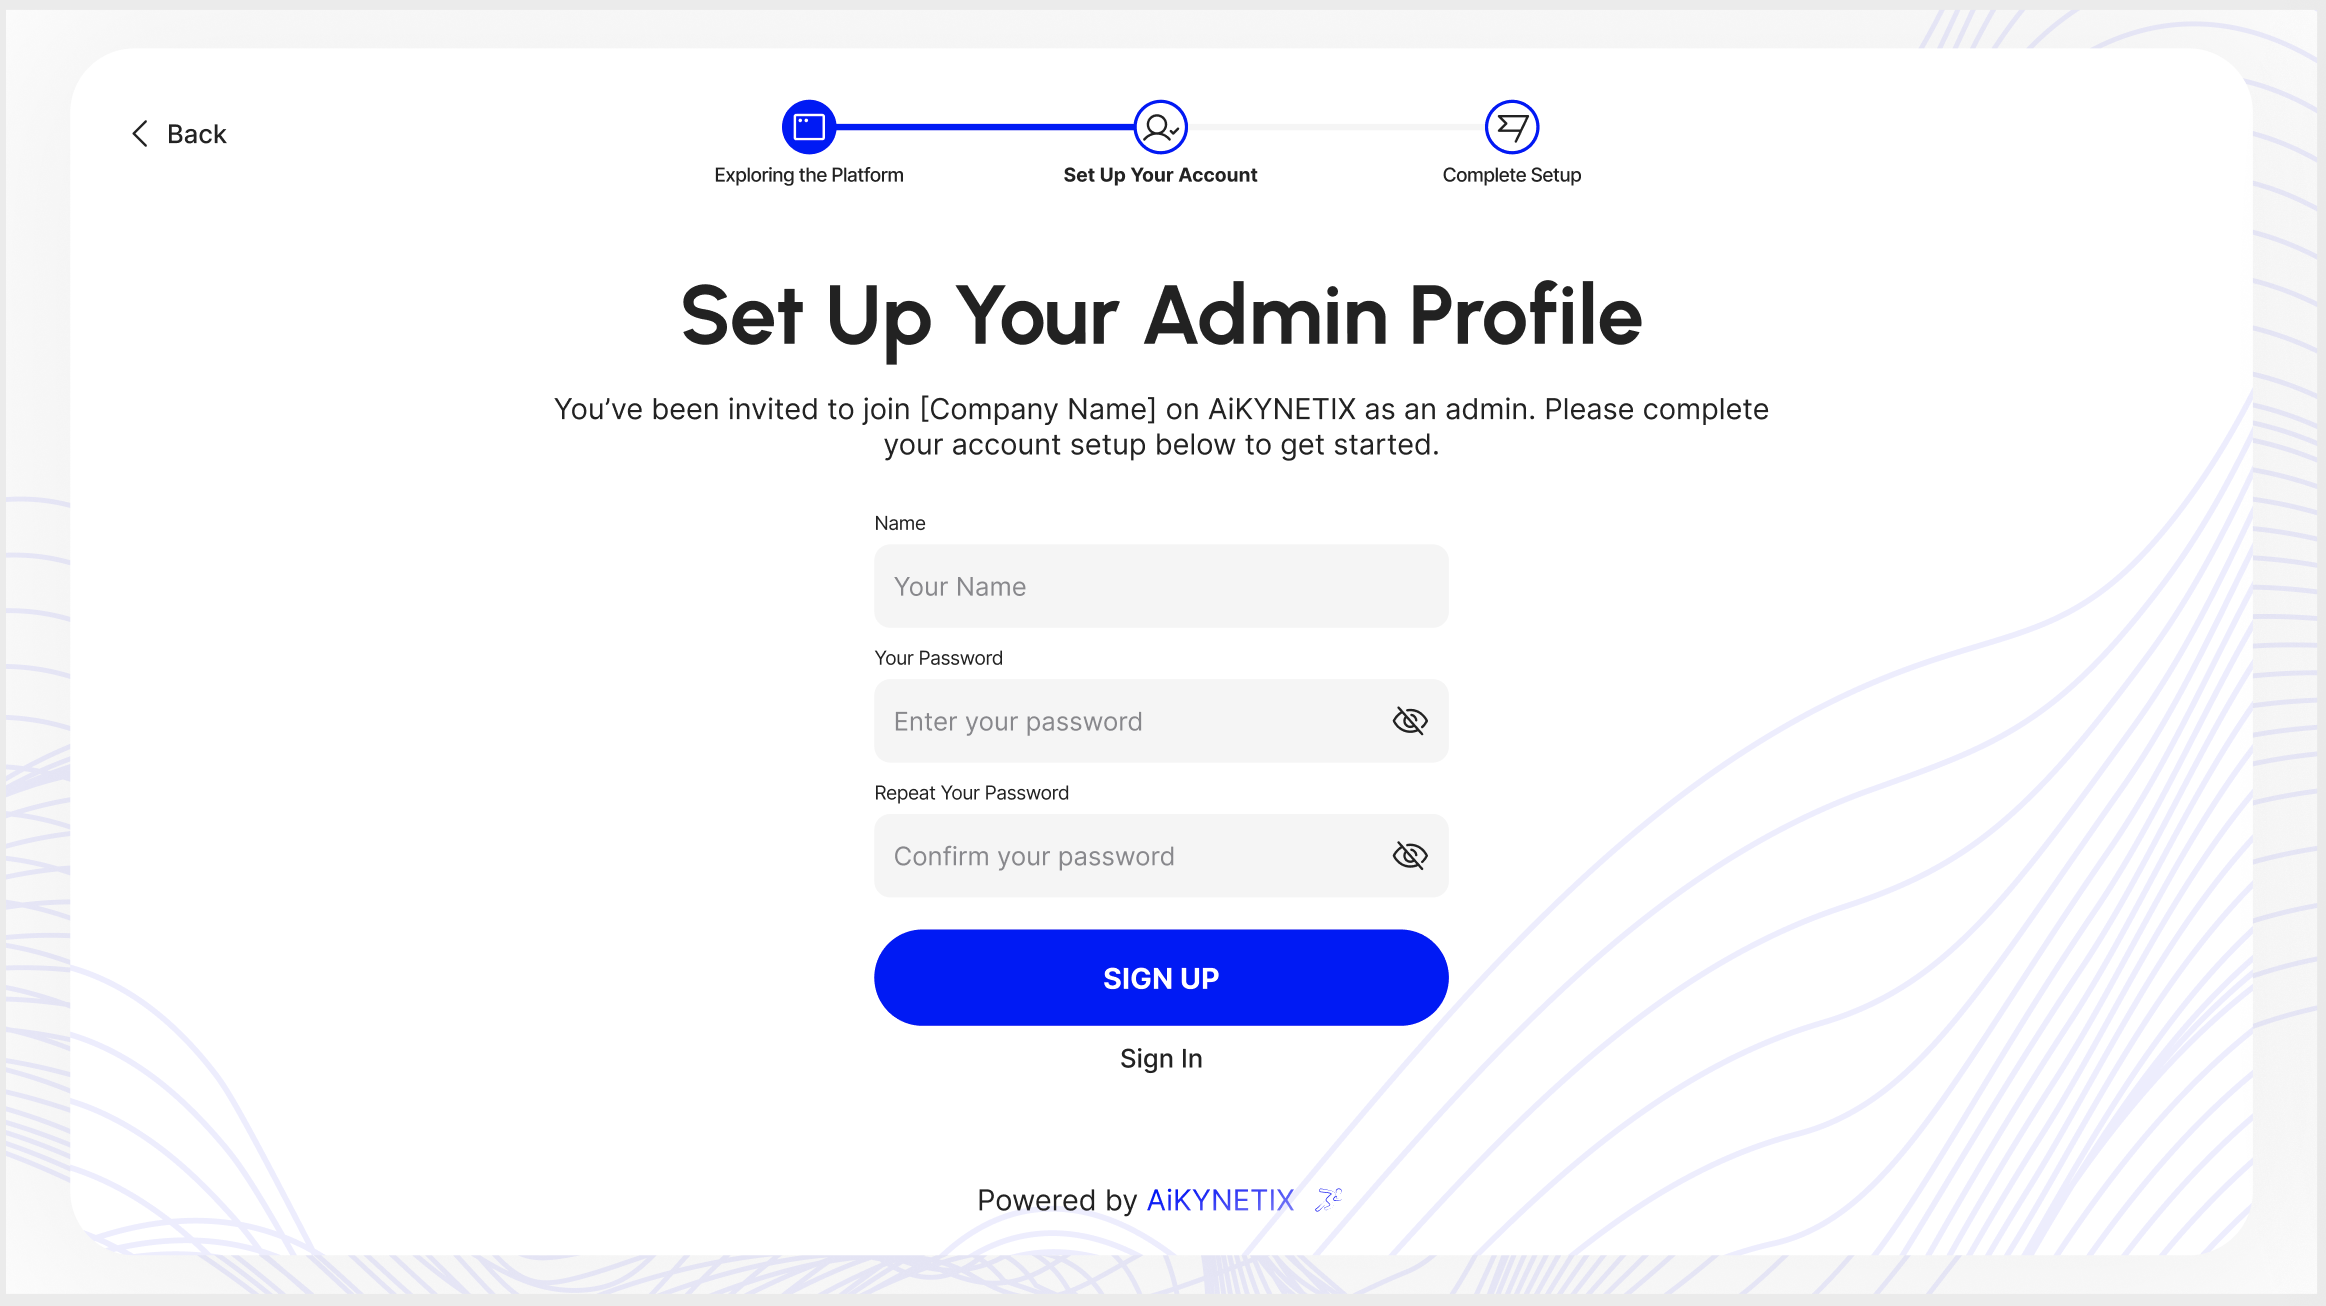 Back
Exploring the Platform
Set Up Your Account
Complete Setup
Set Up Your Admin Profile
You’ve been invited to join [Company Name] on AiKYNETIX as an admin. Please complete
your account setup below to get started.
Name
Your Name
Your Password
Enter your password
Repeat Your Password
Confirm your password
SIGN UP
Sign In
Powered by AiKYNETIX